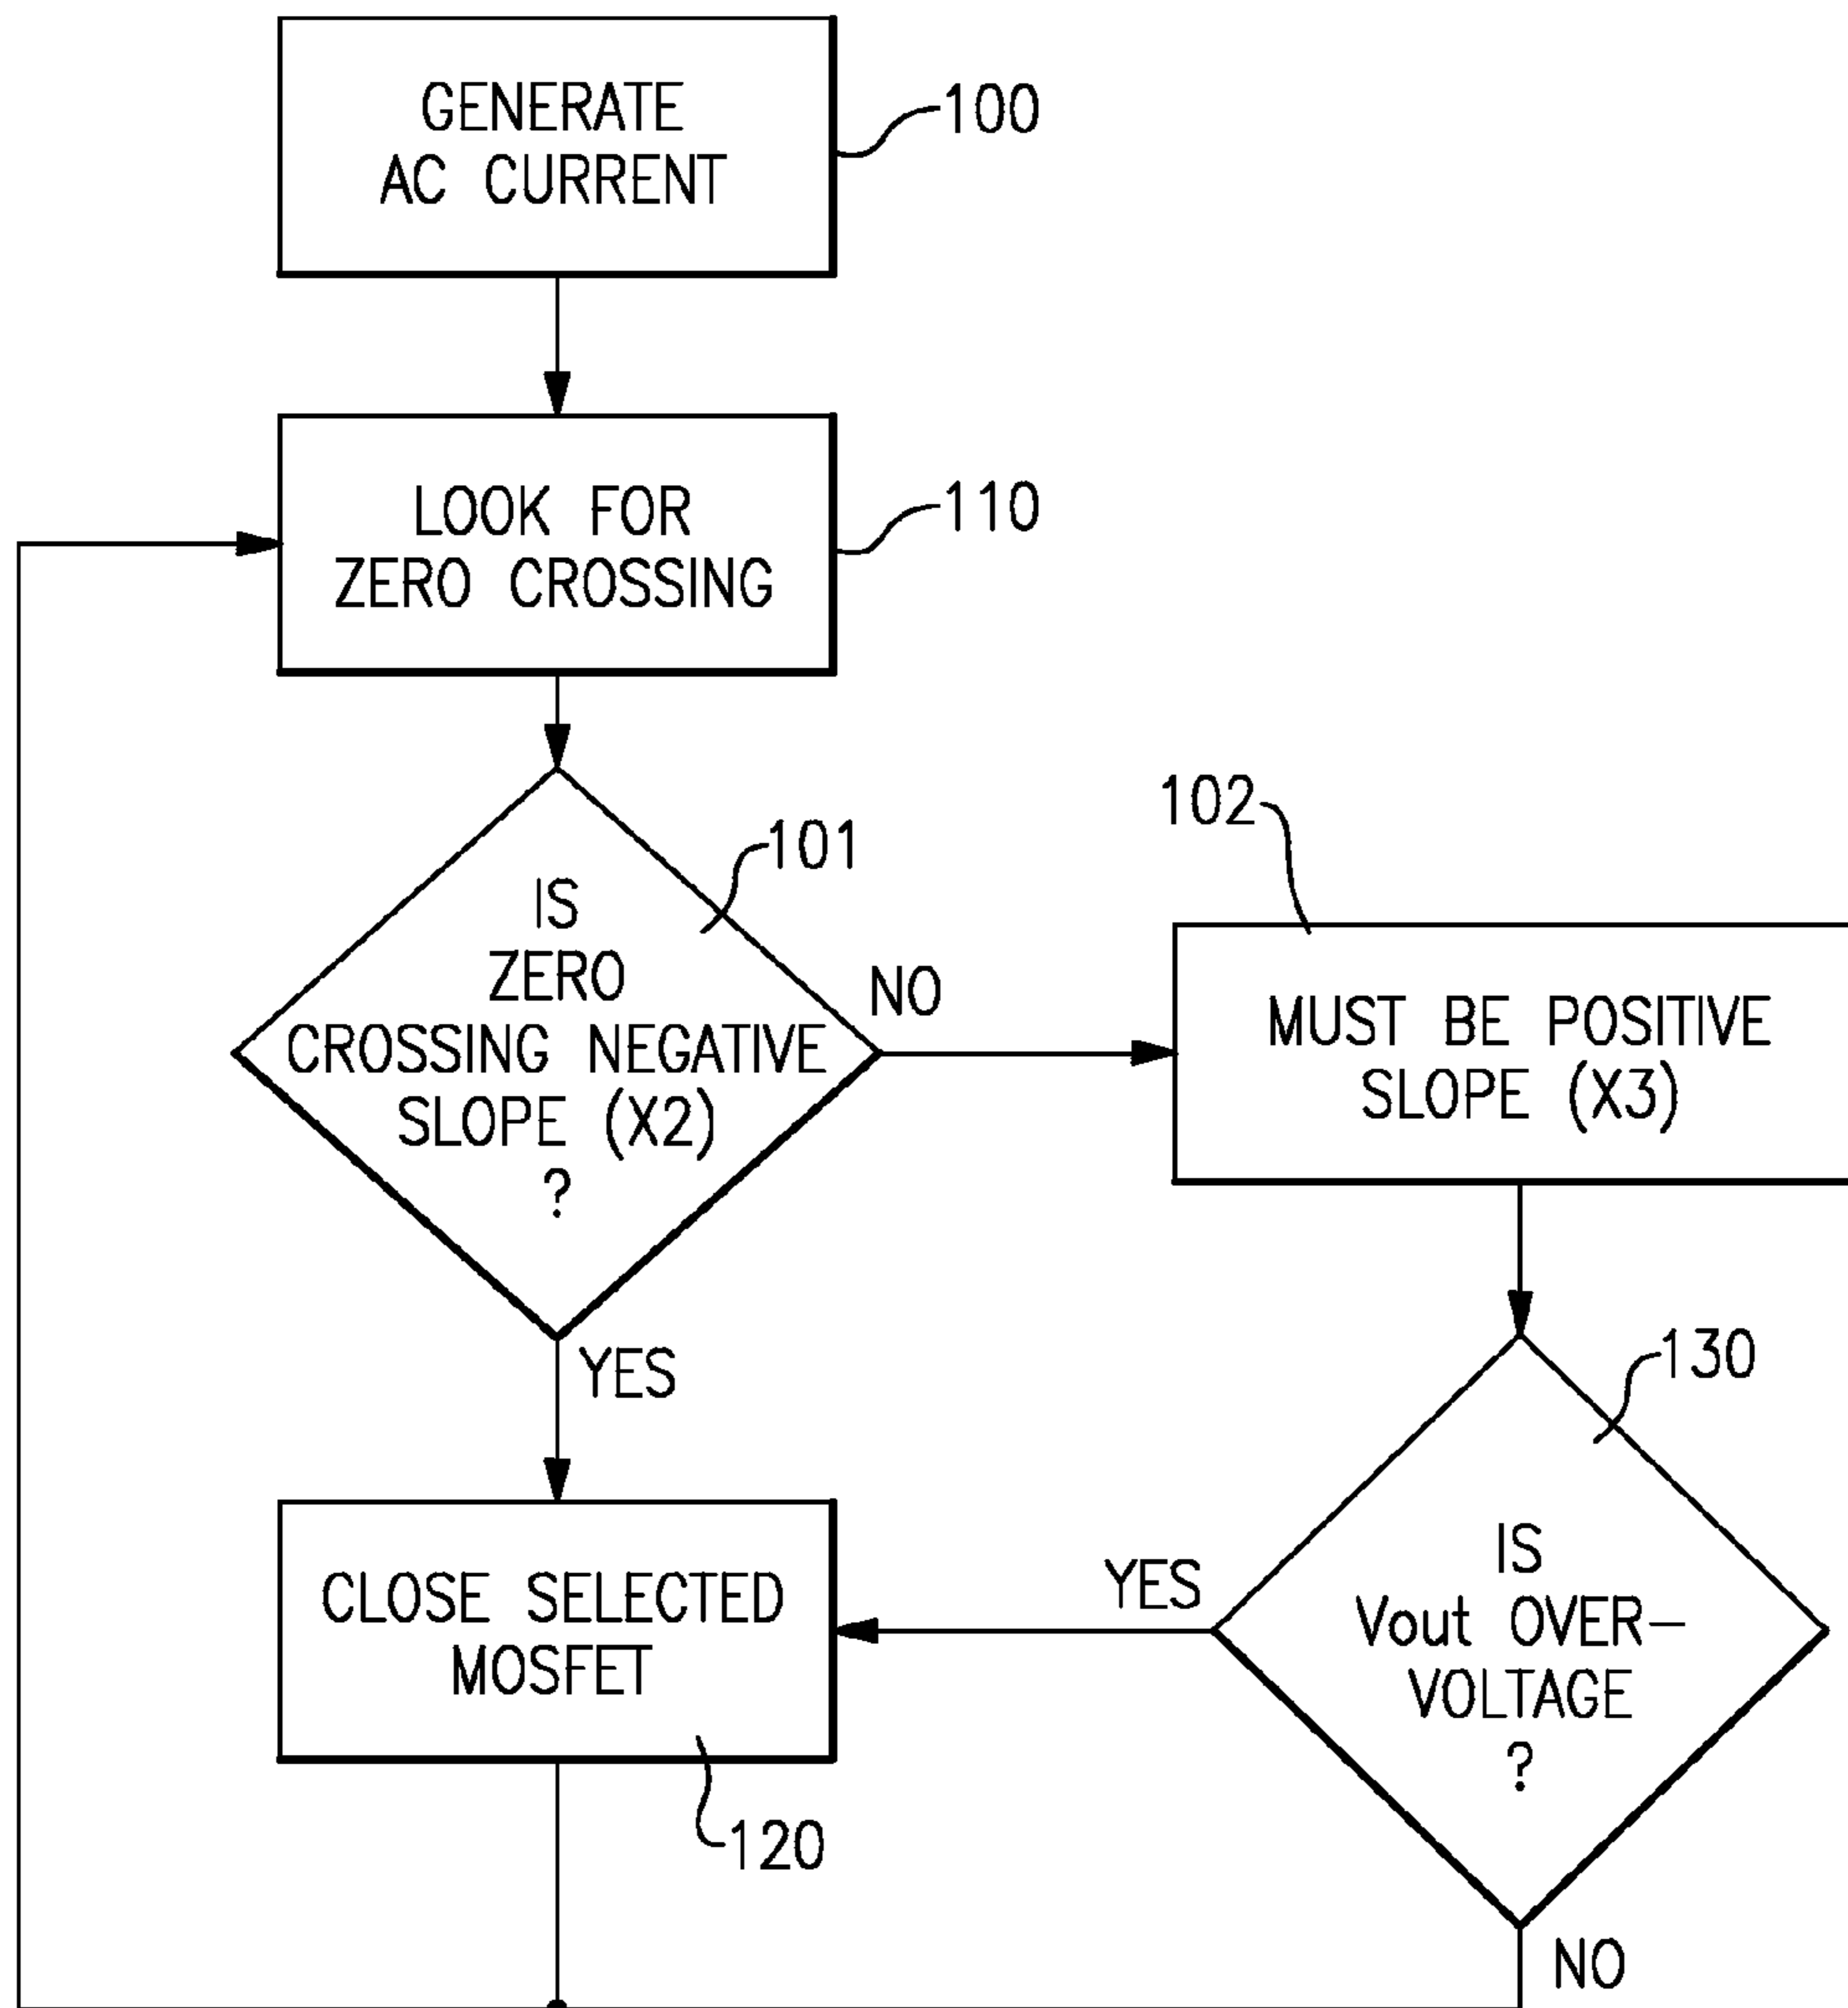 GENERATE
AC CURRENT
100
LOOK FOR
ZERO CROSSING
110
IS
ZERO
CROSSING NEGATIVE
SLOPE (X2)
?
101
NO
102
MUST BE POSITIVE
SLOPE (X3)
YES
130
CLOSE SELECTED
MOSFET
120
YES
IS
Vout OVER-
VOLTAGE
?
NO